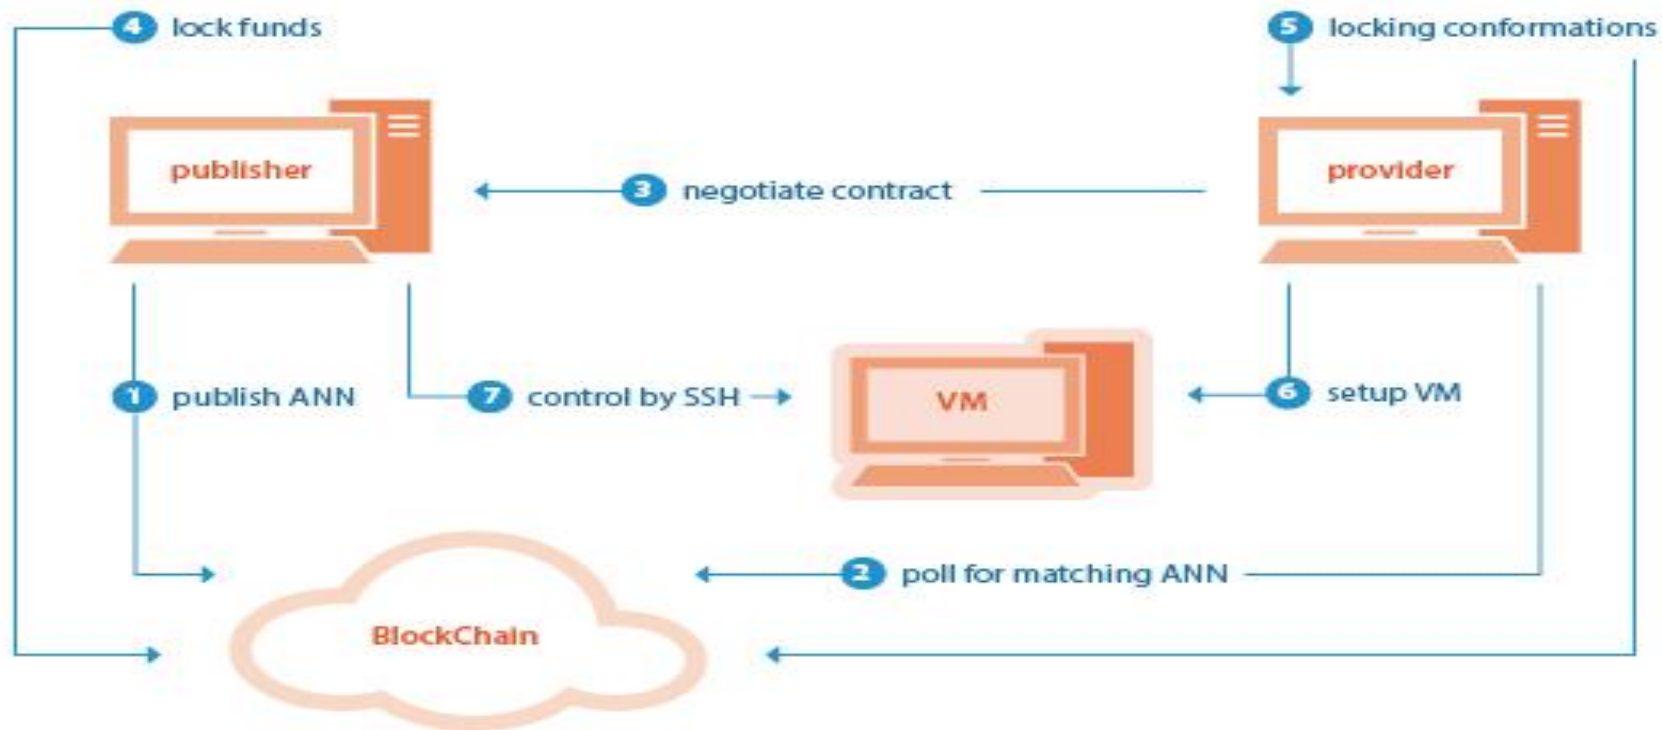 4 lock funds
5 locking conformations
publisher
provider
3 negotiate contract
1 publish ANN
7 control by SSH
VM
6 setup VM
2 poll for matching ANN
BlockChain